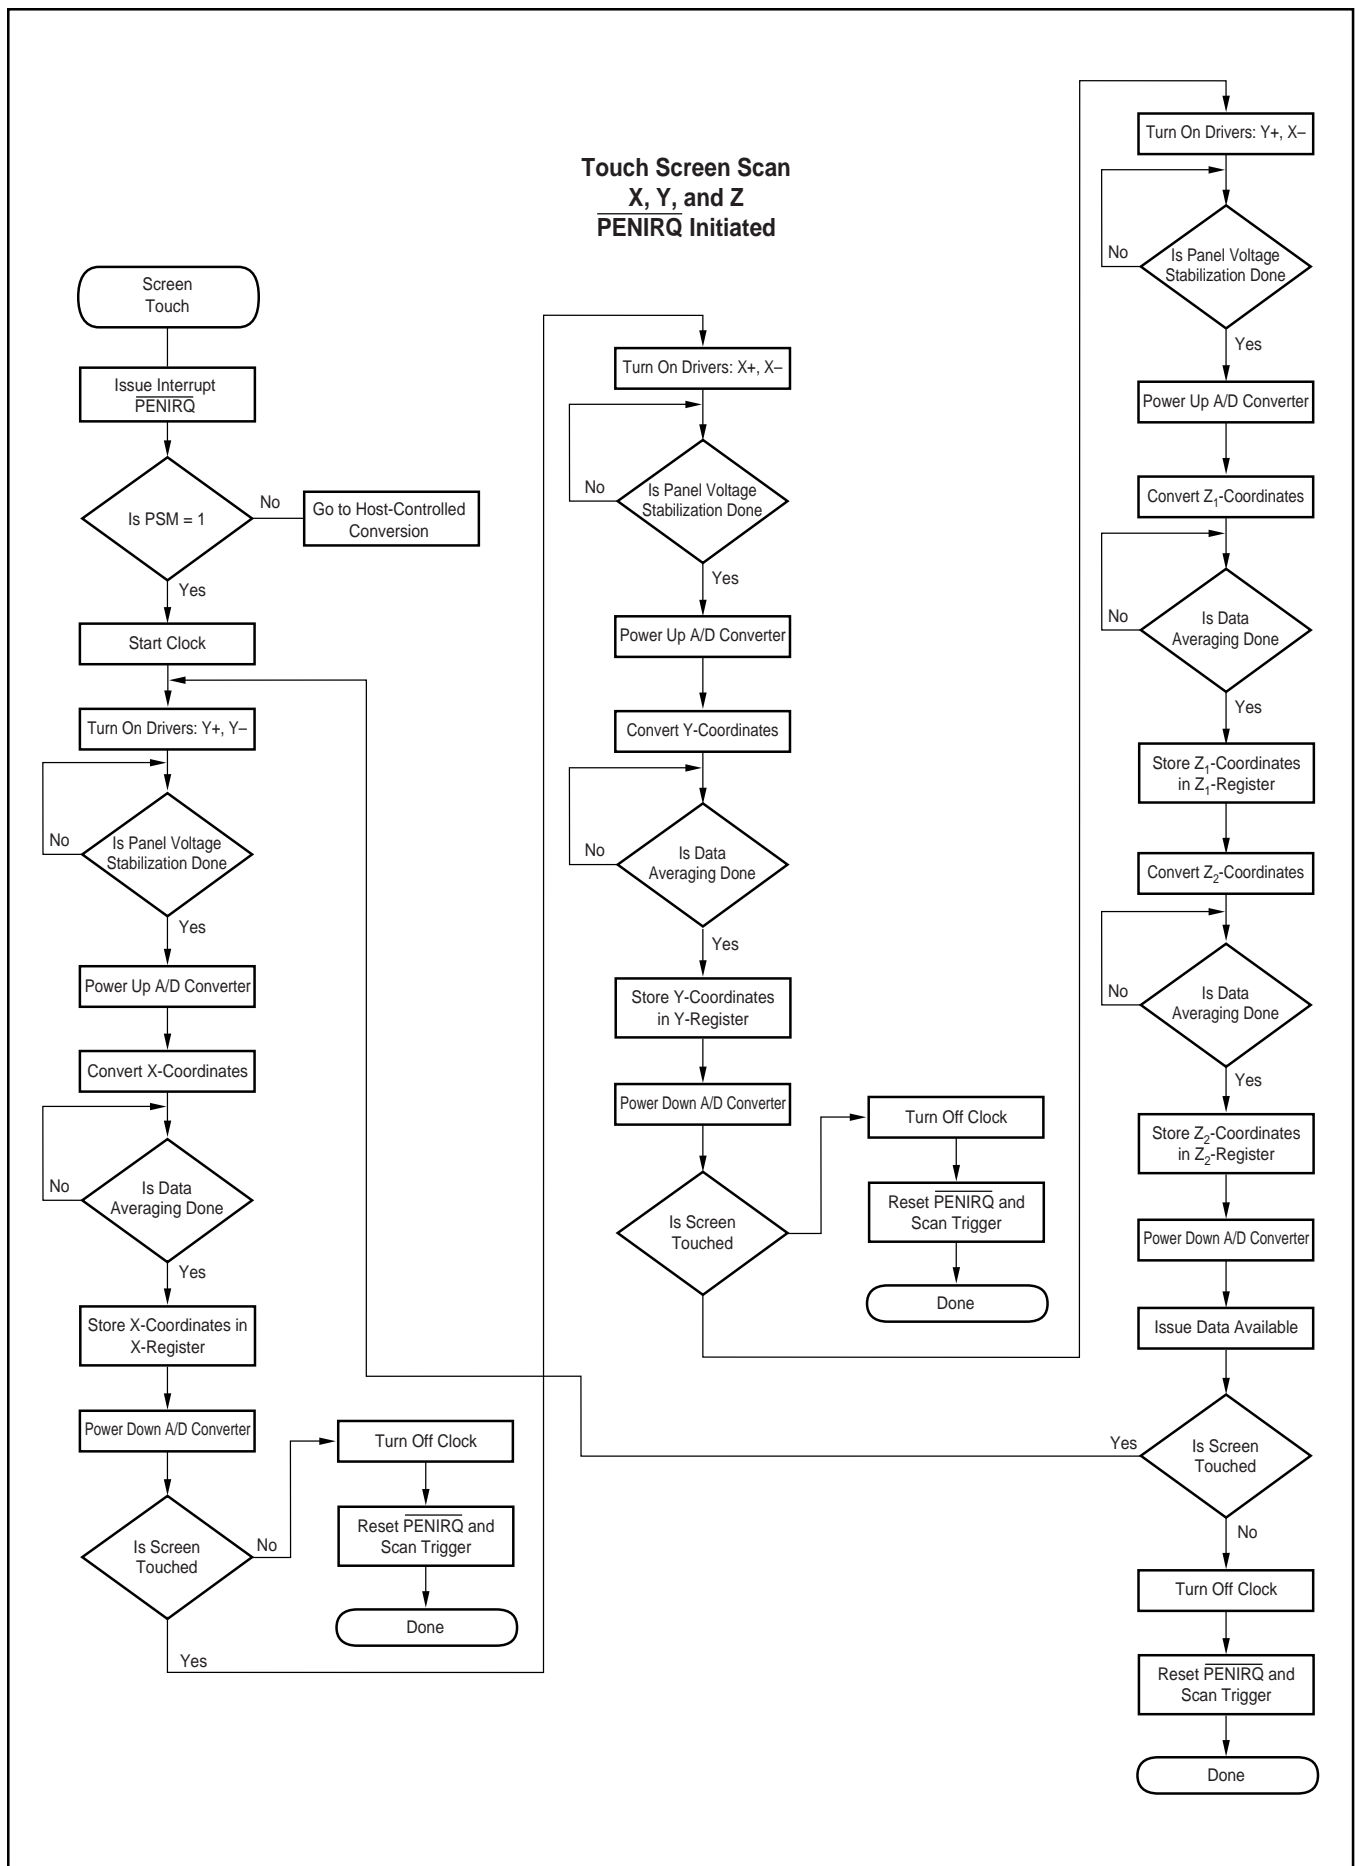 Touch Screen Scan
X, Y, and Z
PENIRQ Initiated
Screen
Touch
Issue Interrupt
PENIRQ
Is PSM = 1
No
Go to Host-Controlled
Conversion
Yes
Start Clock
Turn On Drivers: Y+, Y–
Is Panel Voltage
Stabilization Done
No
Yes
Power Up A/D Converter
Convert X-Coordinates
Is Data
Averaging Done
No
Yes
Store X-Coordinates in
X-Register
Power Down A/D Converter
Is Screen
Touched
No
Turn Off Clock
Reset PENIRQ and
Scan Trigger
Done
Yes
Turn On Drivers: X+, X–
Is Panel Voltage
Stabilization Done
No
Yes
Power Up A/D Converter
Convert Y-Coordinates
Is Data
Averaging Done
No
Yes
Store Y-Coordinates
in Y-Register
Power Down A/D Converter
Is Screen
Touched
Turn Off Clock
Reset PENIRQ and
Scan Trigger
Done
Turn On Drivers: Y+, X–
Is Panel Voltage
Stabilization Done
No
Yes
Power Up A/D Converter
Convert Z1-Coordinates
Is Data
Averaging Done
No
Yes
Store Z1-Coordinates
in Z1-Register
Convert Z2-Coordinates
Is Data
Averaging Done
No
Yes
Store Z2-Coordinates
in Z2-Register
Power Down A/D Converter
Issue Data Available
Is Screen
Touched
Yes
No
Turn Off Clock
Reset PENIRQ and
Scan Trigger
Done